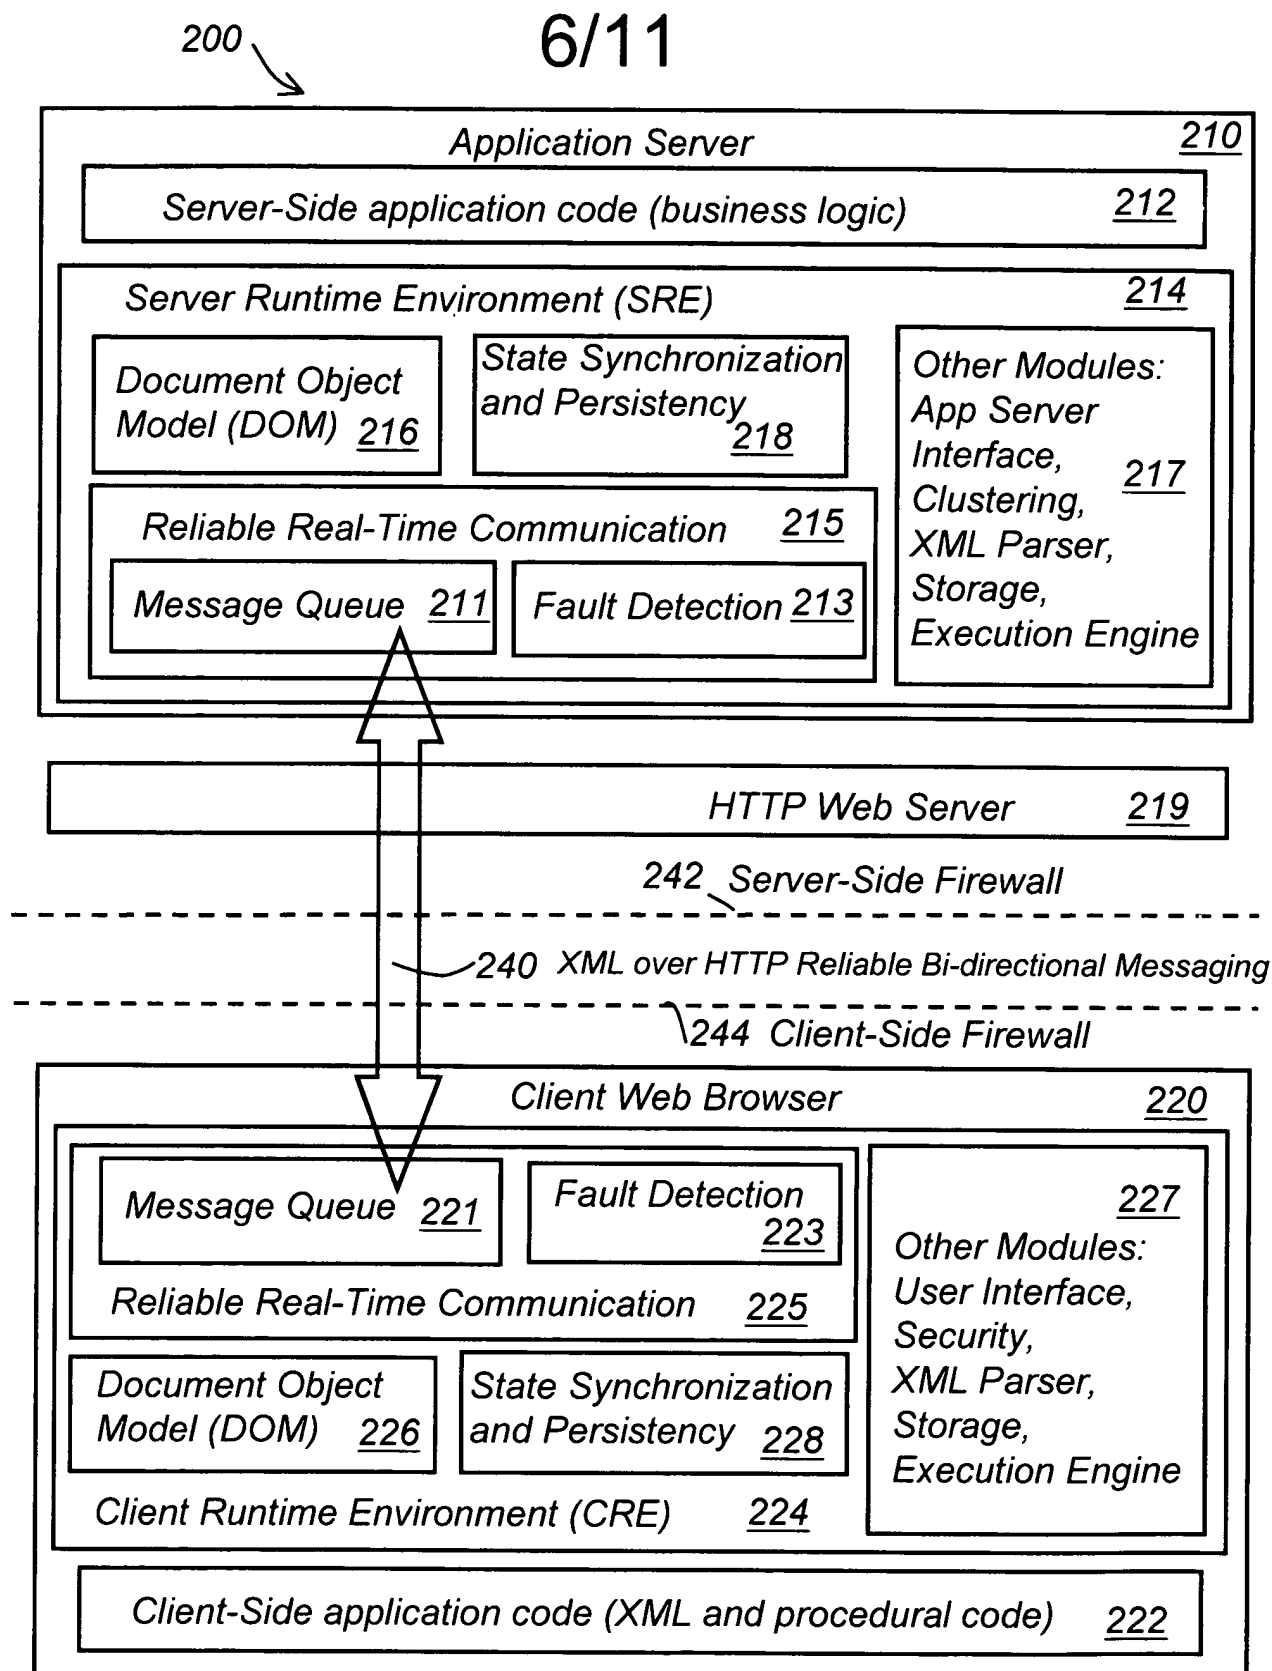 6/11
200
Application Server 210
Server-Side application code (business logic) 212
Server Runtime Environment (SRE) 214
Document Object
Model (DOM) 216
State Synchronization
and Persistency
218
Other Modules:
App Server
Interface,
217
Clustering,
XML Parser,
Storage,
Execution Engine
Reliable Real-Time Communication 215
Message Queue 211
Fault Detection 213
HTTP Web Server 219
242 Server-Side Firewall
240 XML over HTTP Reliable Bi-directional Messaging
244 Client-Side Firewall
Client Web Browser 220
Message Queue 221
Fault Detection
223
Reliable Real-Time Communication 225
227
Other Modules:
User Interface,
Security,
XML Parser,
Storage,
Execution Engine
Document Object
Model (DOM) 226
State Synchronization
and Persistency 228
Client Runtime Environment (CRE) 224
Client-Side application code (XML and procedural code) 222